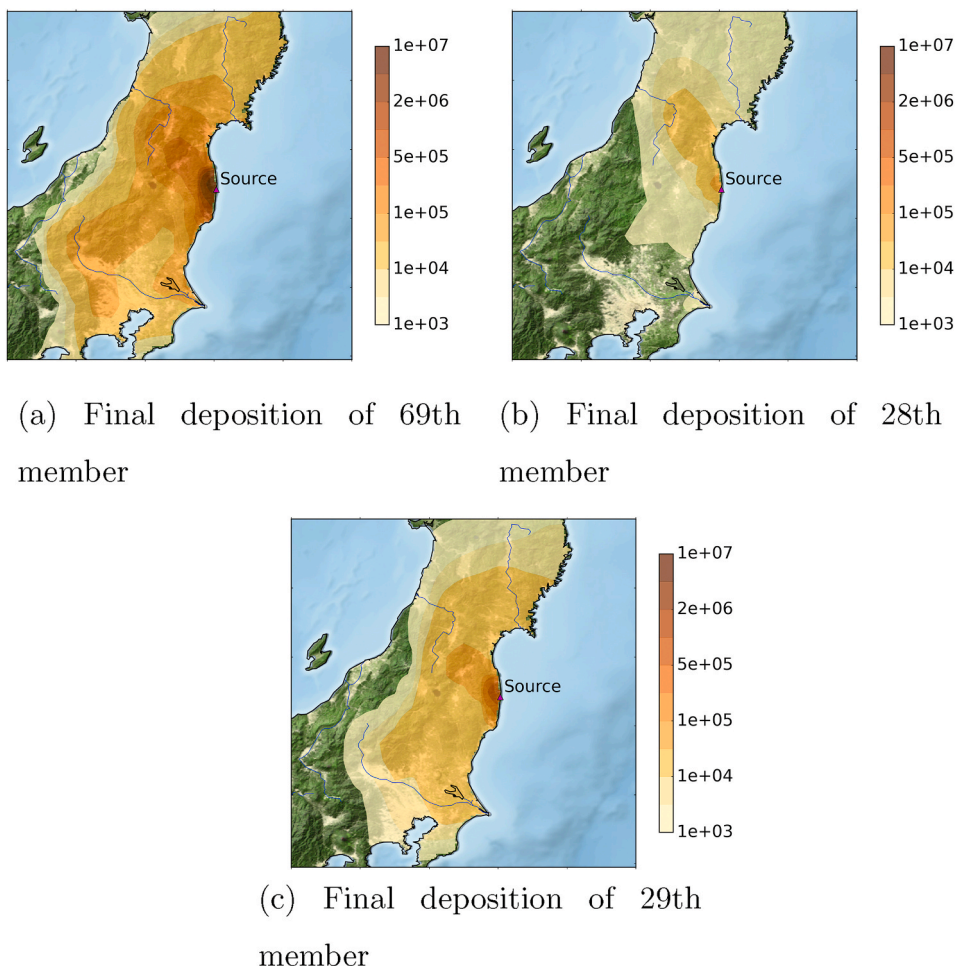 1e+07
2e+06
5e+05
1e+05
1e+04
1e+03
Source
1e+07
2e+06
5e+05
1e+05
1e+04
1e+03
Source
(a) Final deposition of 69th
member
(b) Final deposition of 28th
member
1e+07
2e+06
5e+05
1e+05
1e+04
1e+03
Source
(c) Final deposition of 29th
member